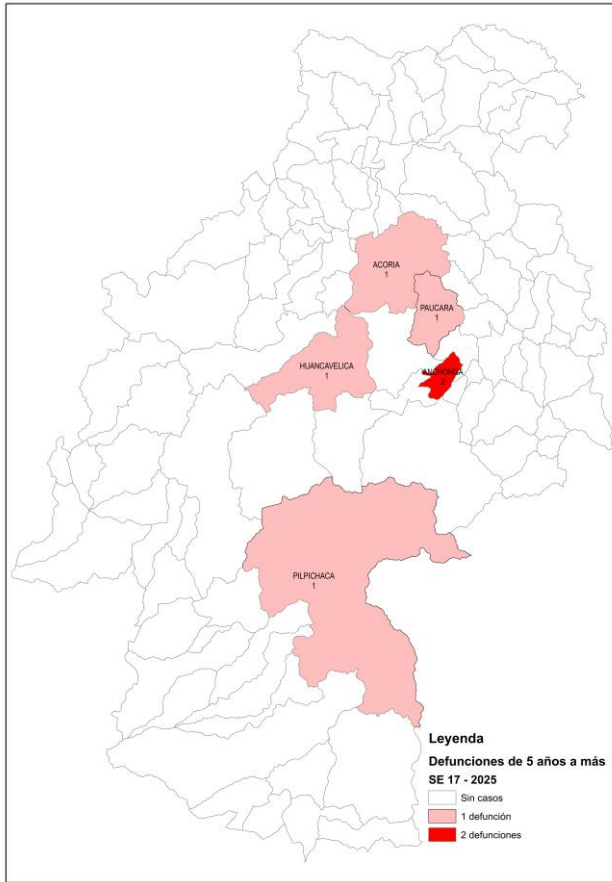 ACORIA
1
PAUCARA
1
HUANCAVELICA
1
ANCHONGA
2
PILPICHACA
1
Leyenda
Defunciones de 5 años a más
SE 17 - 2025
Sin casos
1 defunción
2 defunciones